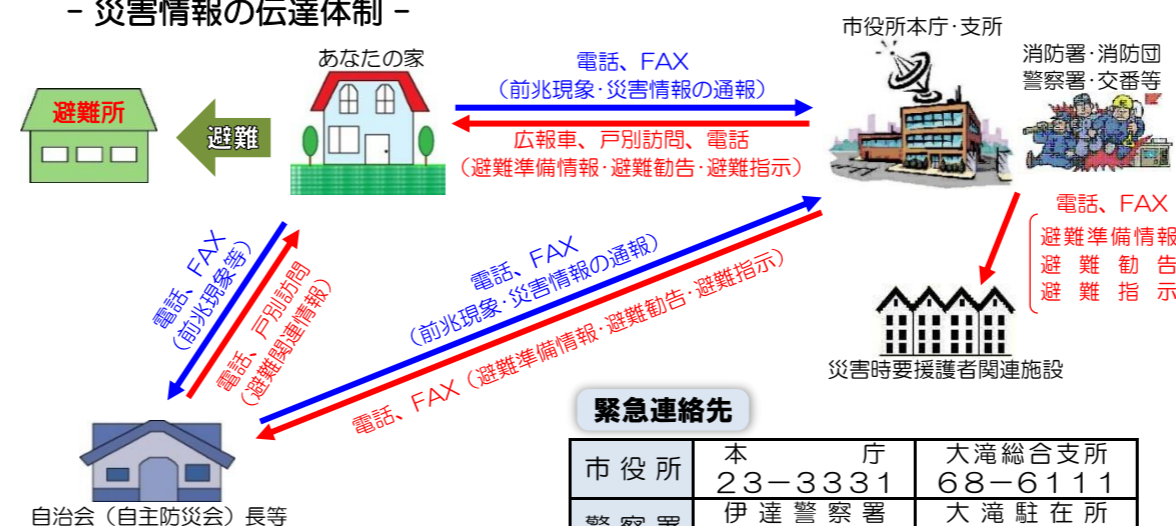 - 災害情報の伝達体制 -
市役所本庁・支所
あなたの家
電話、FAX
(前兆現象・災害情報の通報)
消防署・消防団
警察署・交番等
避難所
避難
広報車、戸別訪問、電話
(避難準備情報・避難勧告・避難指示)
電話、FAX
避難準備情報
避難勧告
避難指示
電話、FAX
(前兆現象等)
電話、戸別訪問
(避難関連情報)
電話、FAX
(前兆現象・災害情報の通報)
電話、FAX(避難準備情報・避難勧告・避難指示)
災害時要援護者関連施設
緊急連絡先
市役所 本庁 大滝総合支所
23-3331 68-6111
警察署 伊達警察署 大滝駐在所
自治会(自主防災会)長等